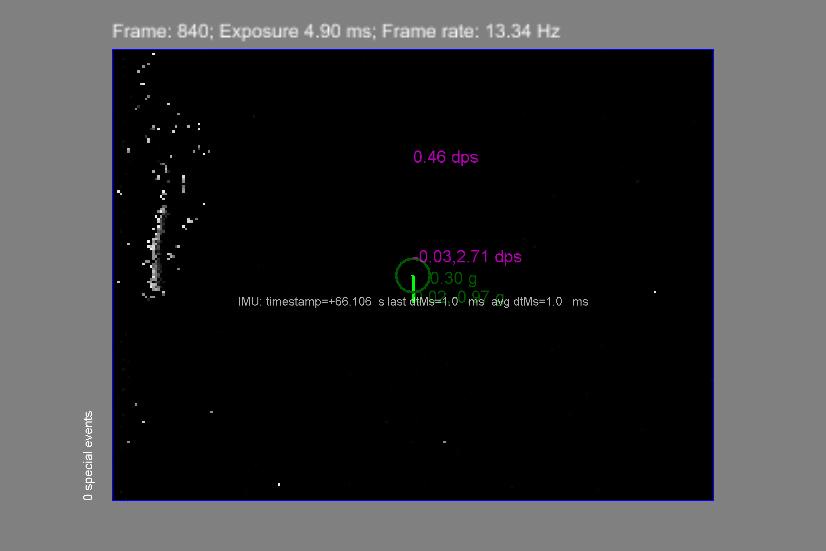 Frame: 840; Exposure 4.90 ms; Frame rate: 13.34 Hz
0.46 dps
-0.03,2.71 dps
0.30 g
0.97 g
IMU: timestamp=+66.106 s last dtMs=1.0 ms avg dtMs=1.0 ms
0 special events